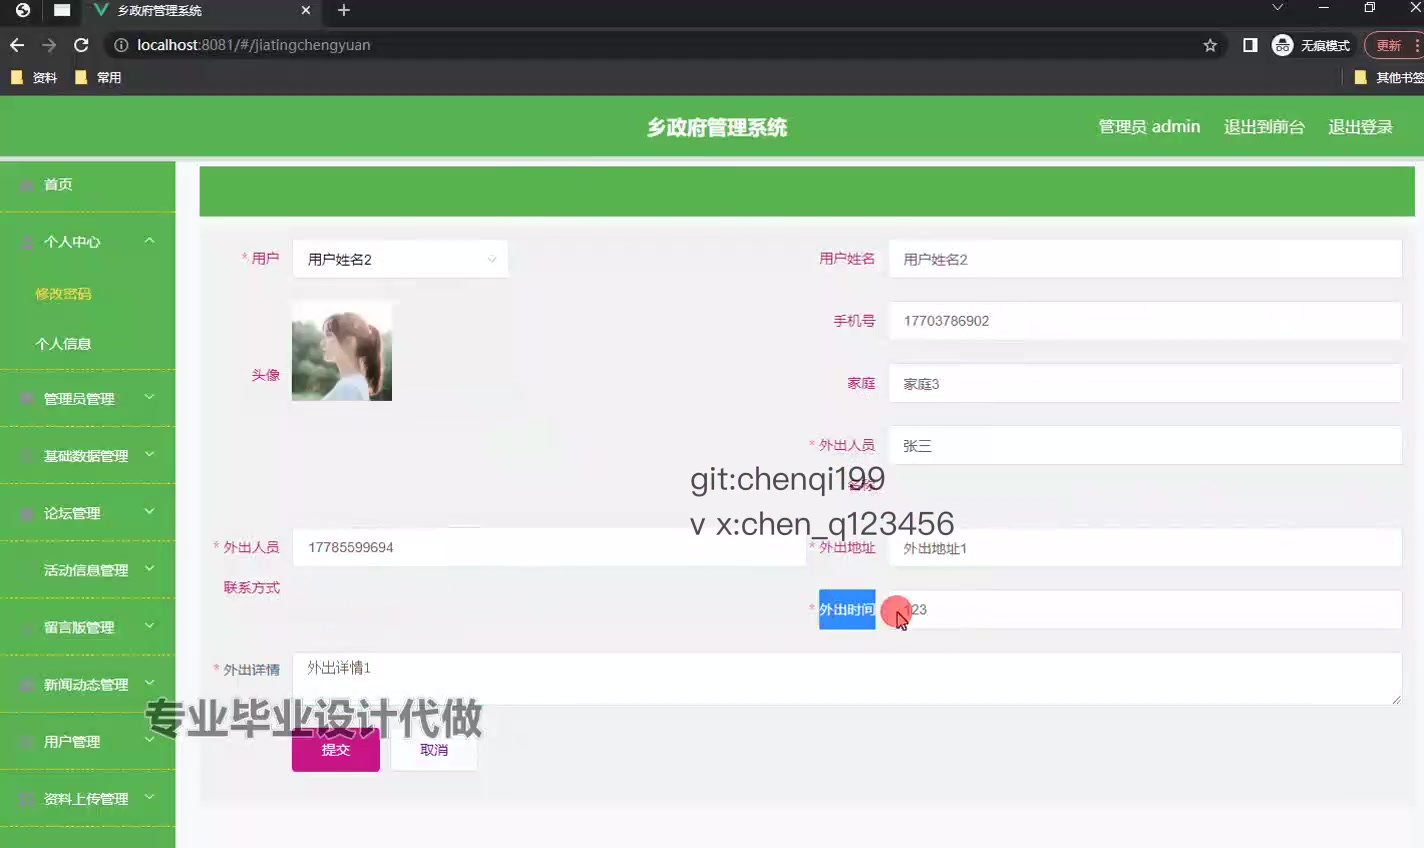 乡政府管理系统
localhost:8081/#/jiatingchengyuan
无痕模式
更新
资料
常用
其他书签
乡政府管理系统
管理员 admin
退出到前台
退出登录
首页
个人中心
修改密码
个人信息
管理员管理
基础数据管理
论坛管理
活动信息管理
留言版管理
新闻动态管理
用户管理
资料上传管理
* 用户
用户姓名2
用户姓名
用户姓名2
头像
手机号
17703786902
家庭
家庭3
* 外出人员
名称
张三
git:chenqi199
v x:chen_q123456
* 外出人员
联系方式
17785599694
* 外出地址
外出地址1
* 外出时间
123
* 外出详情
外出详情1
专业毕业设计代做
提交
取消